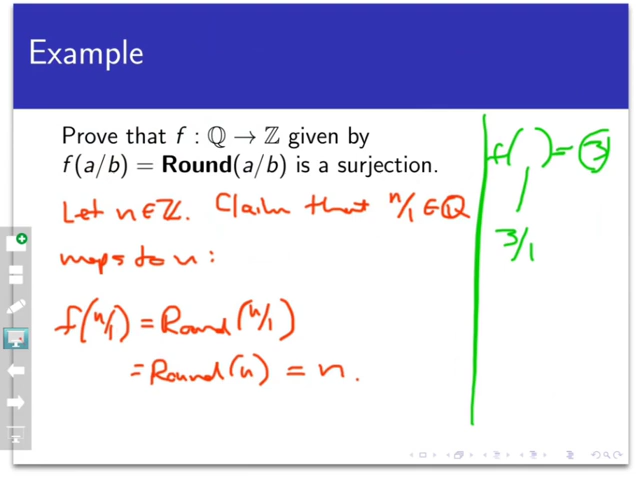 Example
Prove that f : ℚ → ℤ given by
f(a/b) = Round(a/b) is a surjection.
Let n ∈ ℤ. Claim that n/1 ∈ ℚ
maps to n :
f(n/1) = Round(n/1)
= Round(n) = n.
f( ) = 3
3/1